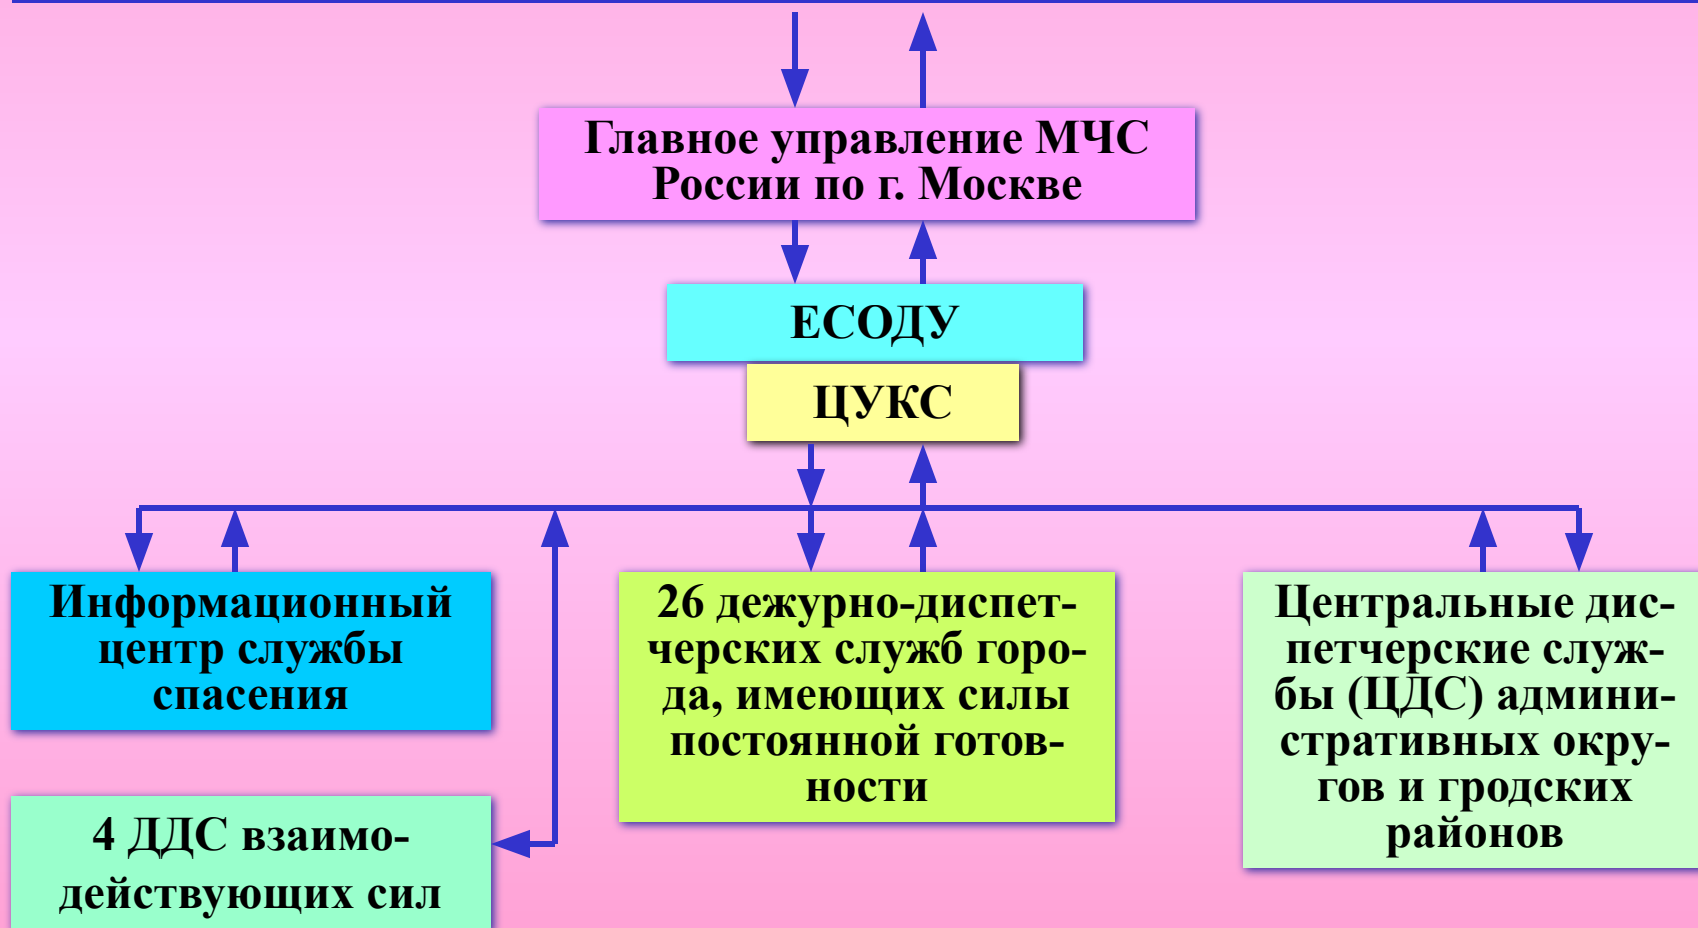 Главное управление МЧС
России по г. Москве
ЕСОДУ
ЦУКС
Информационный
центр службы
спасения
26 дежурно-диспет-
черских служб горо-
да, имеющих силы
постоянной готов-
ности
Центральные дис-
петчерские служ-
бы (ЦДС) админи-
стративных окру-
гов и гродских
районов
4 ДДС взаимо-
действующих сил